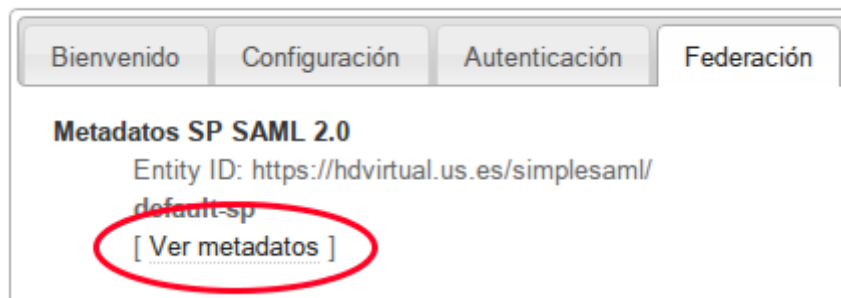 Bienvenido Configuración Autenticación Federación
Metadatos SP SAML 2.0
Entity ID: https://hdvirtual.us.es/simplesaml/
default-sp
[ Ver metadatos ]